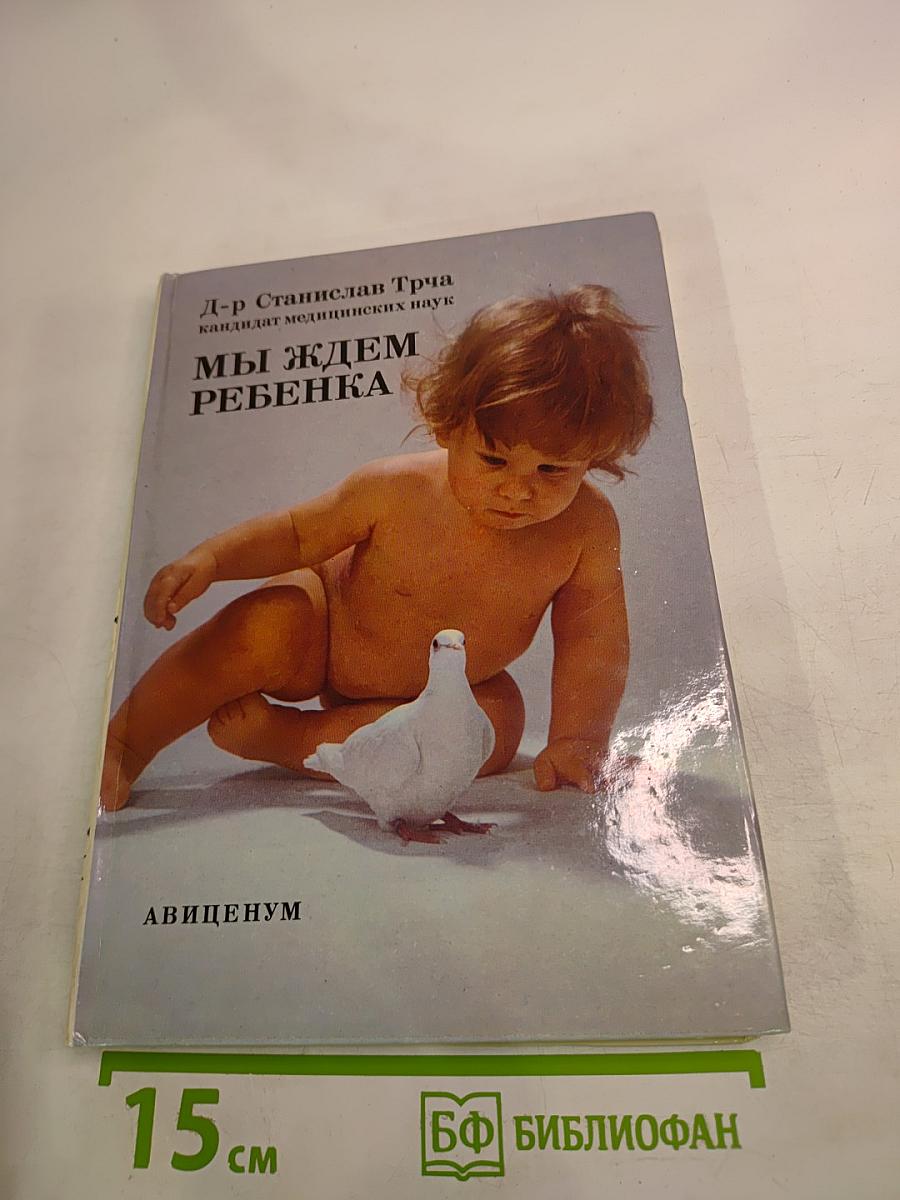 Д-р Станислав Трча
кандидат медицинских наук
МЫ ЖДЕМ
РЕБЕНКА
АВИЦЕНУМ
15 см
БФ БИБЛИОФАН